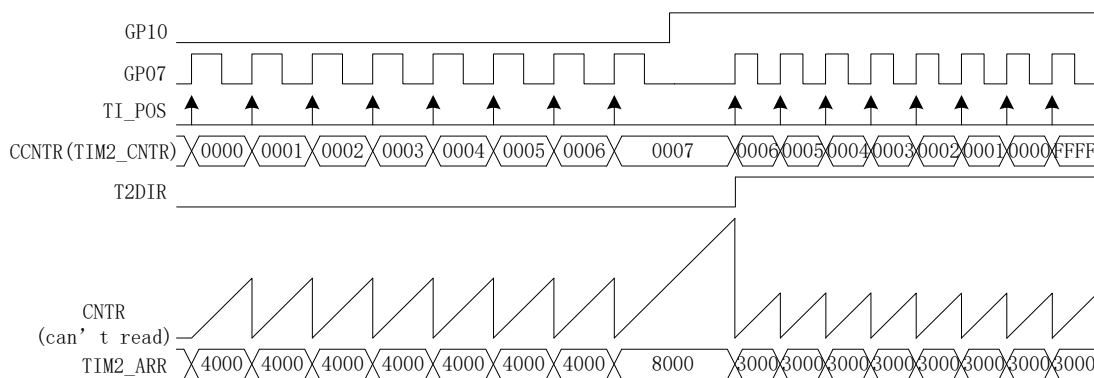 GP10
GP07
TI_POS
CCNTR(TIM2_CNTR) 0000 0001 0002 0003 0004 0005 0006 0007 0006 0005 0004 0003 0002 0001 0000 FFFF
T2DIR
CNTR
(can't read)
TIM2_ARR 4000 4000 4000 4000 4000 4000 4000 8000 3000 3000 3000 3000 3000 3000 3000 3000